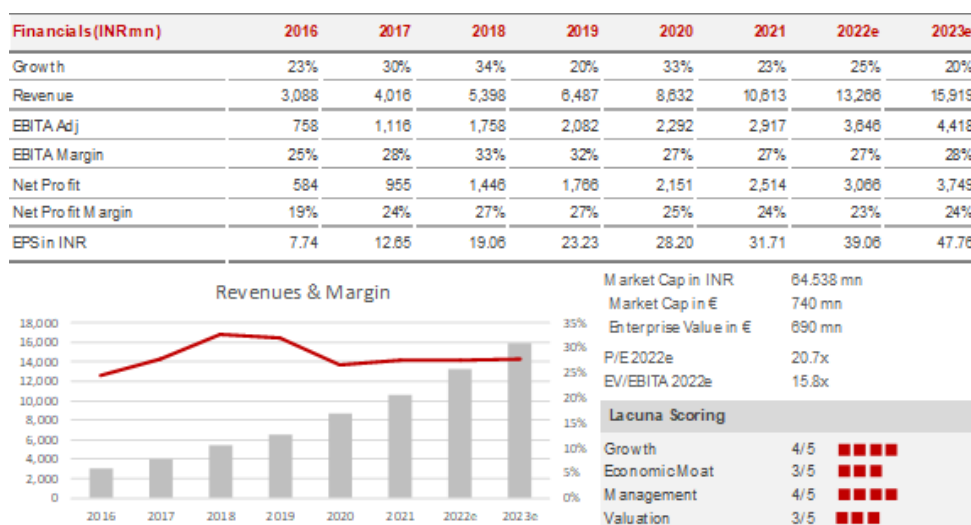 Financials (INRmn) 2016 2017 2018 2019 2020 2021 2022e 2023e
Growth 23% 30% 34% 20% 33% 23% 25% 20%
Revenue 3,088 4,016 5,398 6,487 8,632 10,613 13,266 15,919
EBITA Adj 758 1,116 1,758 2,082 2,292 2,917 3,646 4,418
EBITA Margin 25% 28% 33% 32% 27% 27% 27% 28%
Net Profit 584 955 1,446 1,766 2,151 2,514 3,066 3,749
Net Profit Margin 19% 24% 27% 27% 25% 24% 23% 24%
EPS in INR 7.74 12.65 19.06 23.23 28.20 31.71 39.06 47.76
Revenues & Margin
18,000
16,000
14,000
12,000
10,000
8,000
6,000
4,000
2,000
0
35%
30%
25%
20%
15%
10%
5%
0%
2016 2017 2018 2019 2020 2021 2022e 2023e
Market Cap in INR 64.538 mn
Market Cap in € 740 mn
Enterprise Value in € 690 mn
P/E 2022e 20.7x
EV/EBITA 2022e 15.8x
Lacuna Scoring
Growth 4/5
Economic Moat 3/5
Management 4/5
Valuation 3/5